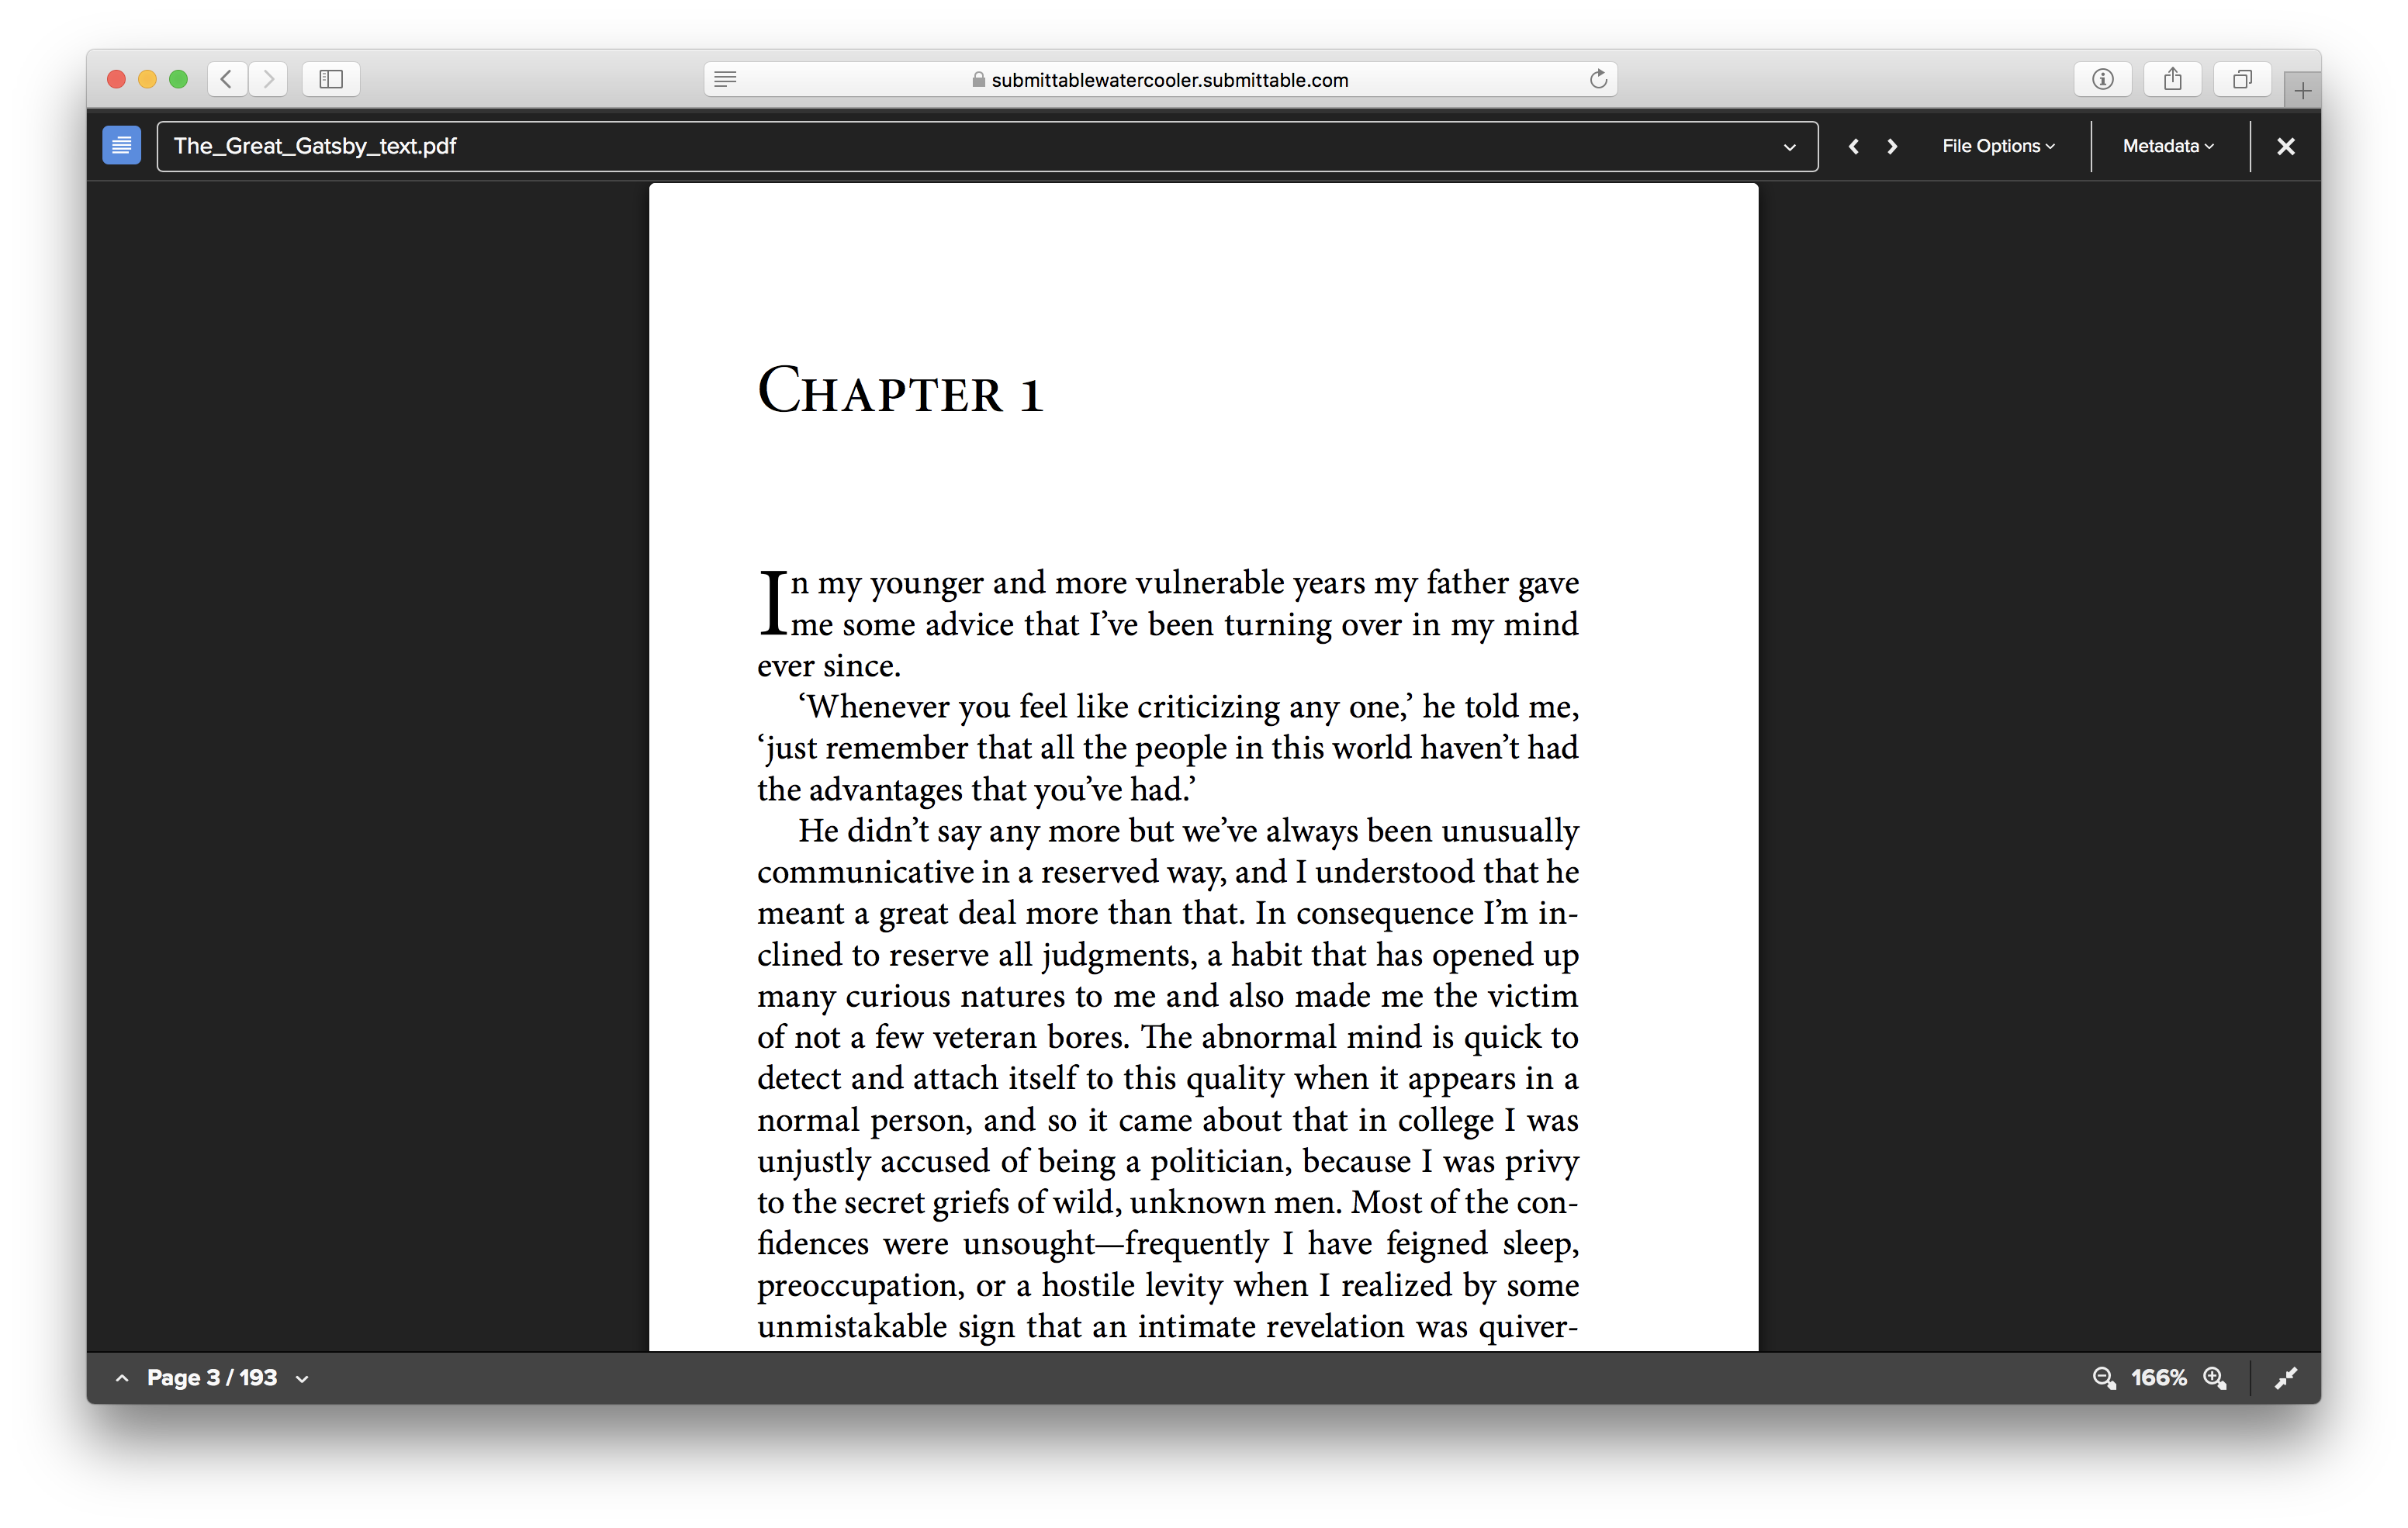 submittablewatercooler.submittable.com
The_Great_Gatsby_text.pdf
File Options
Metadata
CHAPTER 1
In my younger and more vulnerable years my father gave
me some advice that I’ve been turning over in my mind
ever since.
‘Whenever you feel like criticizing any one,’ he told me,
‘just remember that all the people in this world haven’t had
the advantages that you’ve had.’
He didn’t say any more but we’ve always been unusually
communicative in a reserved way, and I understood that he
meant a great deal more than that. In consequence I’m in-
clined to reserve all judgments, a habit that has opened up
many curious natures to me and also made me the victim
of not a few veteran bores. The abnormal mind is quick to
detect and attach itself to this quality when it appears in a
normal person, and so it came about that in college I was
unjustly accused of being a politician, because I was privy
to the secret griefs of wild, unknown men. Most of the con-
fidences were unsought—frequently I have feigned sleep,
preoccupation, or a hostile levity when I realized by some
unmistakable sign that an intimate revelation was quiver-
Page 3 / 193
166%